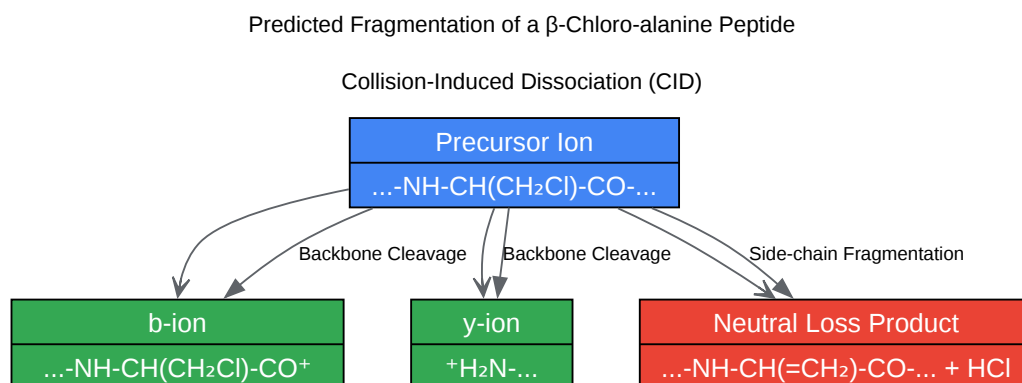 Predicted Fragmentation of a β-Chloro-alanine Peptide
Collision-Induced Dissociation (CID)
Precursor Ion
...-NH-CH(CH₂Cl)-CO-...
Backbone Cleavage
Backbone Cleavage
Side-chain Fragmentation
b-ion
...-NH-CH(CH₂Cl)-CO⁺
y-ion
⁺H₂N-...
Neutral Loss Product
...-NH-CH(=CH₂)-CO-... + HCl